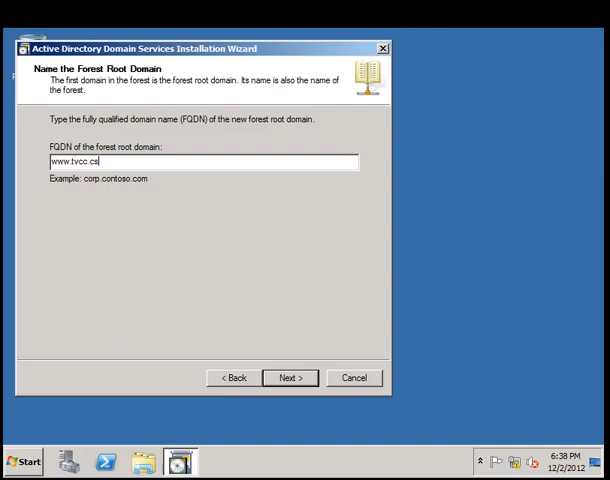 Active Directory Domain Services Installation Wizard
Name the Forest Root Domain
The first domain in the forest is the forest root domain. Its name is also the name of
the forest.
Type the fully qualified domain name (FQDN) of the new forest root domain.
FQDN of the forest root domain:
www.tvcc.cs
Example: corp.contoso.com
< Back
Next >
Cancel
Start
6:38 PM
12/2/2012